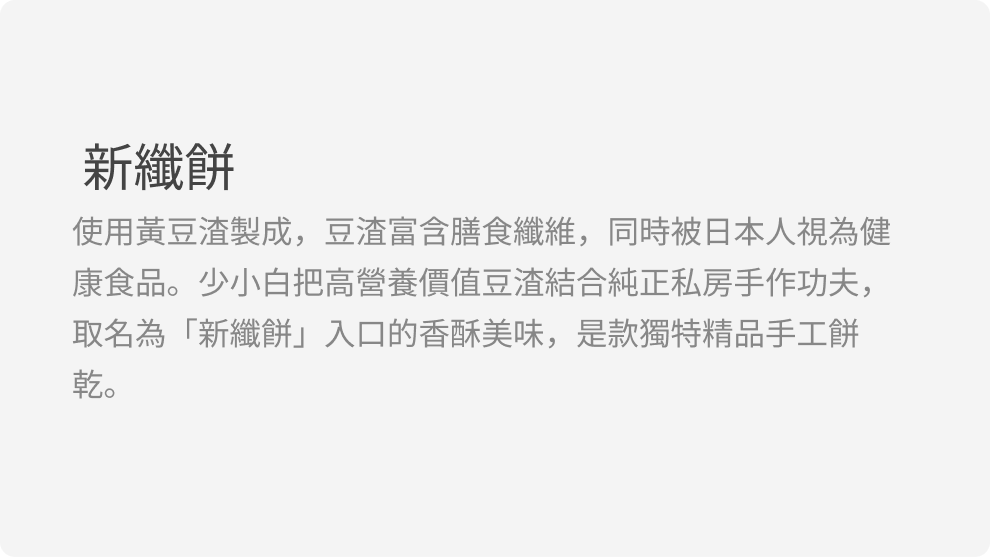 新纖餅
使用黃豆渣製成，豆渣富含膳食纖維，同時被日本人視為健
康食品。少小白把高營養價值豆渣結合純正私房手作功夫，
取名為「新纖餅」入口的香酥美味，是款獨特精品手工餅
乾。